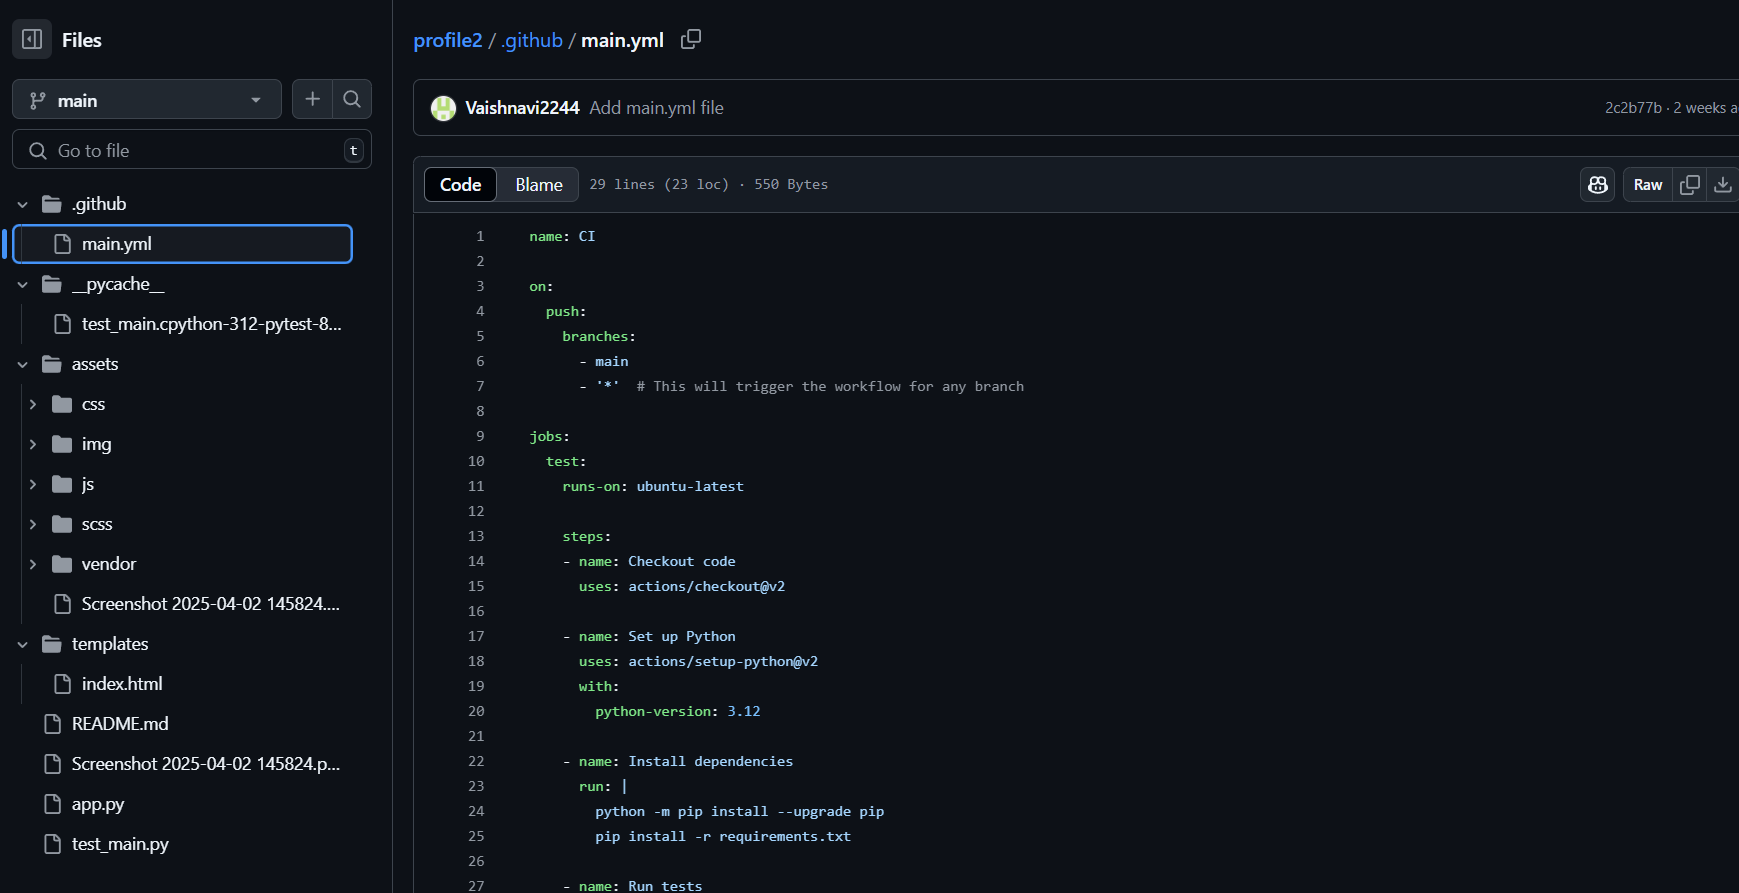 Files
main
Go to file
t
.github
main.yml
__pycache__
test_main.cpython-312-pytest-8...
assets
css
img
js
scss
vendor
Screenshot 2025-04-02 145824....
templates
index.html
README.md
Screenshot 2025-04-02 145824.p...
app.py
test_main.py
profile2 / .github / main.yml
Vaishnavi2244 Add main.yml file
2c2b77b · 2 weeks a
Code Blame 29 lines (23 loc) · 550 Bytes
Raw
1 name: CI
2
3 on:
4 push:
5 branches:
6 - main
7 - '*' # This will trigger the workflow for any branch
8
9 jobs:
10 test:
11 runs-on: ubuntu-latest
12
13 steps:
14 - name: Checkout code
15 uses: actions/checkout@v2
16
17 - name: Set up Python
18 uses: actions/setup-python@v2
19 with:
20 python-version: 3.12
21
22 - name: Install dependencies
23 run: |
24 python -m pip install --upgrade pip
25 pip install -r requirements.txt
26
27 - name: Run tests